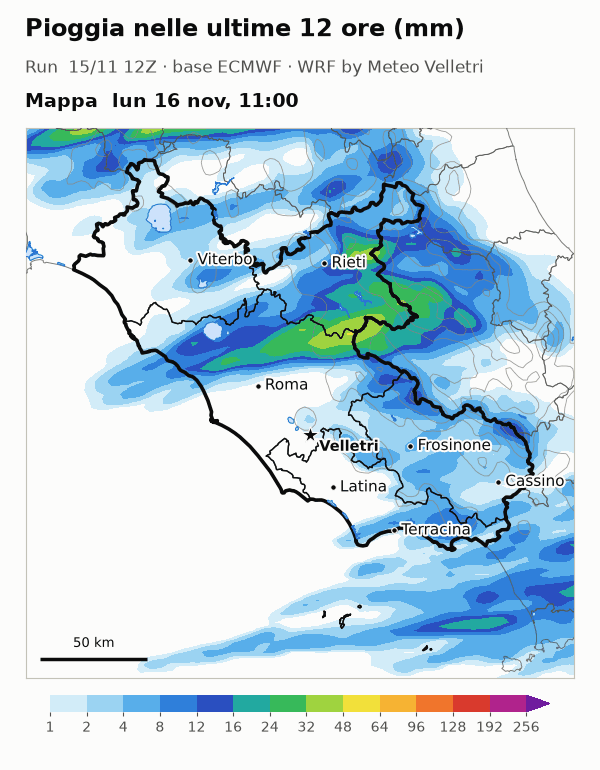 Pioggia nelle ultime 12 ore (mm)
Run  15/11 12Z · base ECMWF · WRF by Meteo Velletri
Mappa  lun 16 nov, 11:00
Viterbo
Rieti
Roma
Velletri
Frosinone
Cassino
Latina
Terracina
50 km
1 2 4 8 12 16 24 32 48 64 96 128 192 256